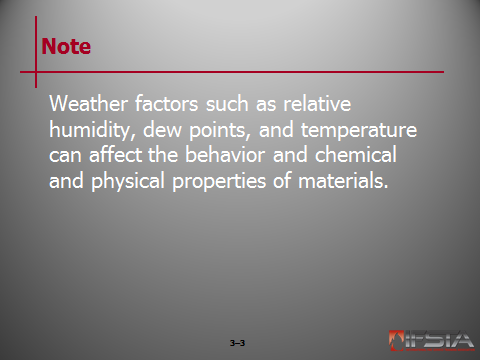 Note
Weather factors such as relative
humidity, dew points, and temperature
can affect the behavior and chemical
and physical properties of materials.
3–3
IFSTA